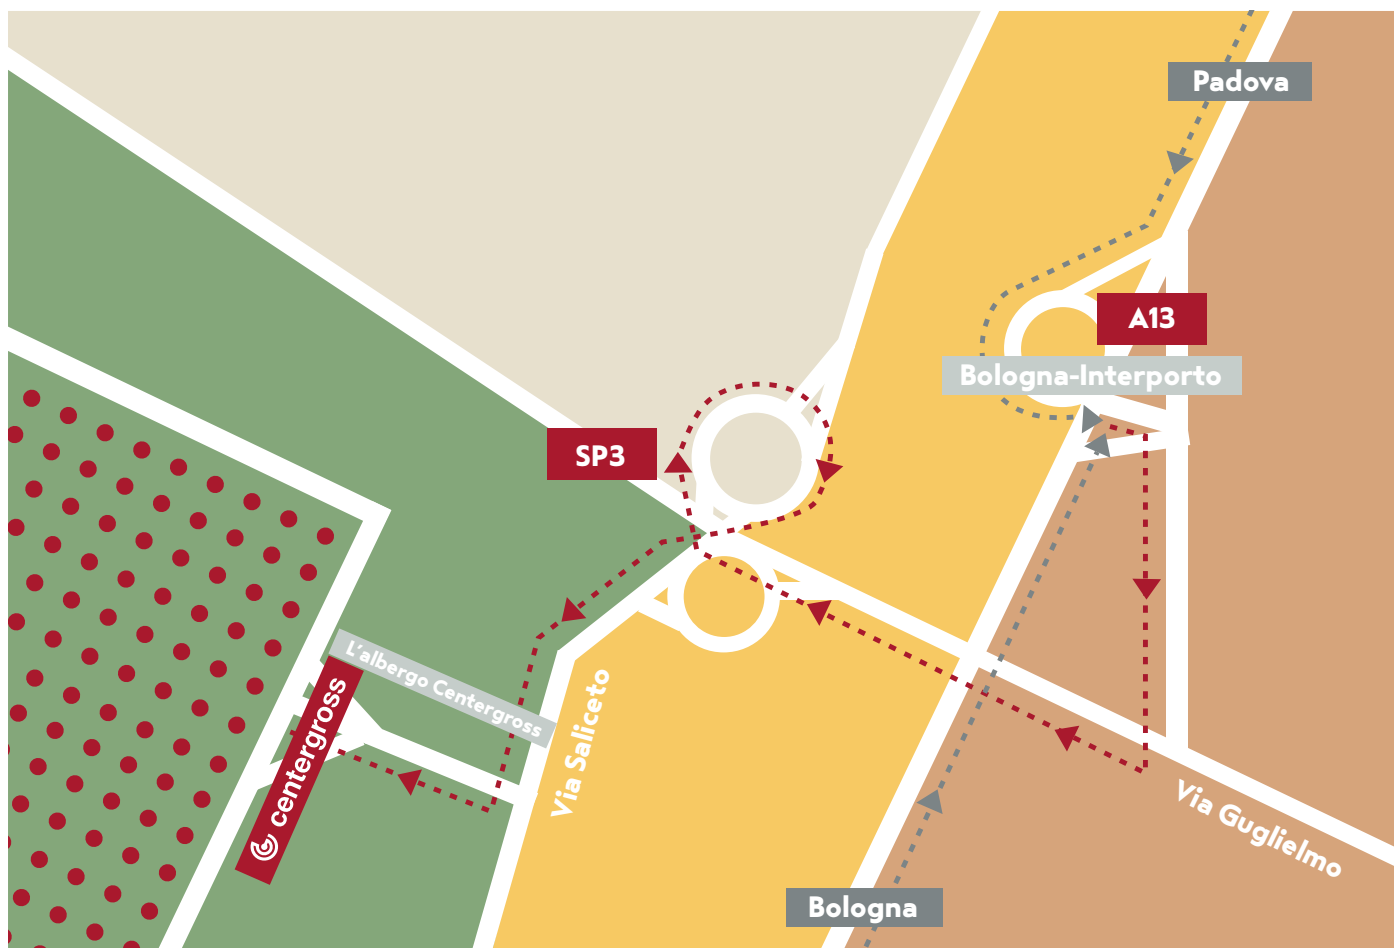 Padova
A13
Bologna-Interporto
SP3
L'albergo Centergross
centergross
Via Saliceto
Via Guglielmo
Bologna